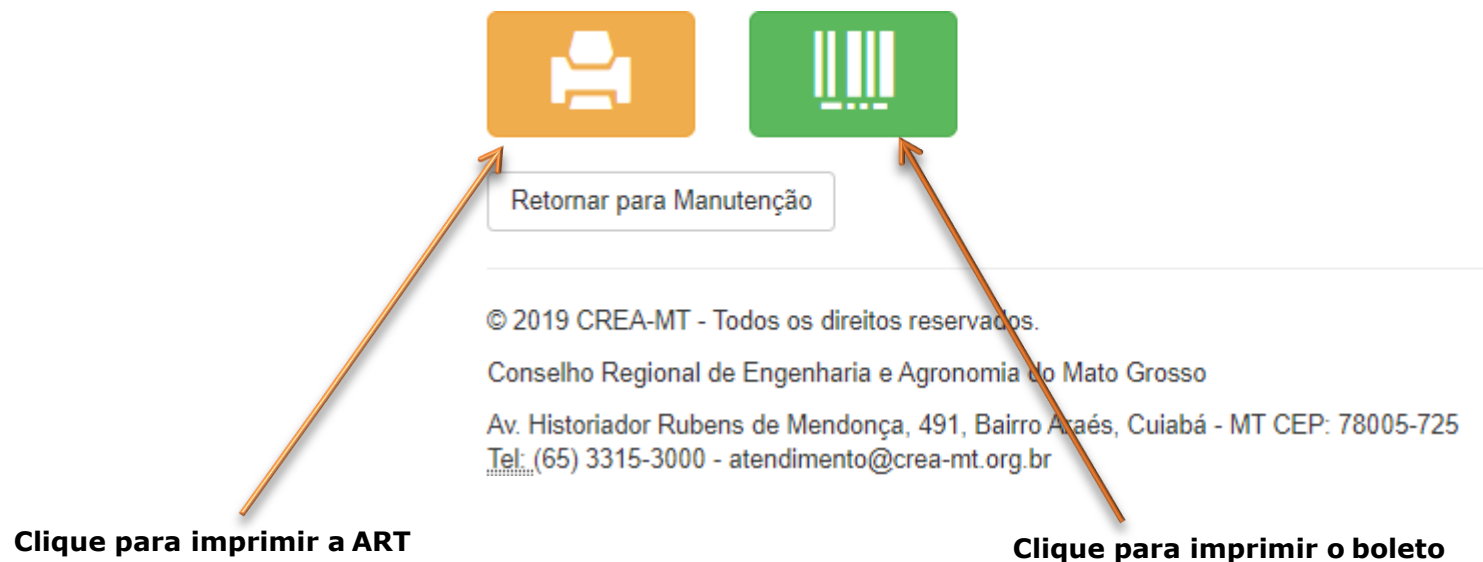 Retornar para Manutenção
© 2019 CREA-MT - Todos os direitos reservados.
Conselho Regional de Engenharia e Agronomia do Mato Grosso
Av. Historiador Rubens de Mendonça, 491, Bairro Araés, Cuiabá - MT CEP: 78005-725
Tel: (65) 3315-3000 - atendimento@crea-mt.org.br
Clique para imprimir a ART
Clique para imprimir o boleto